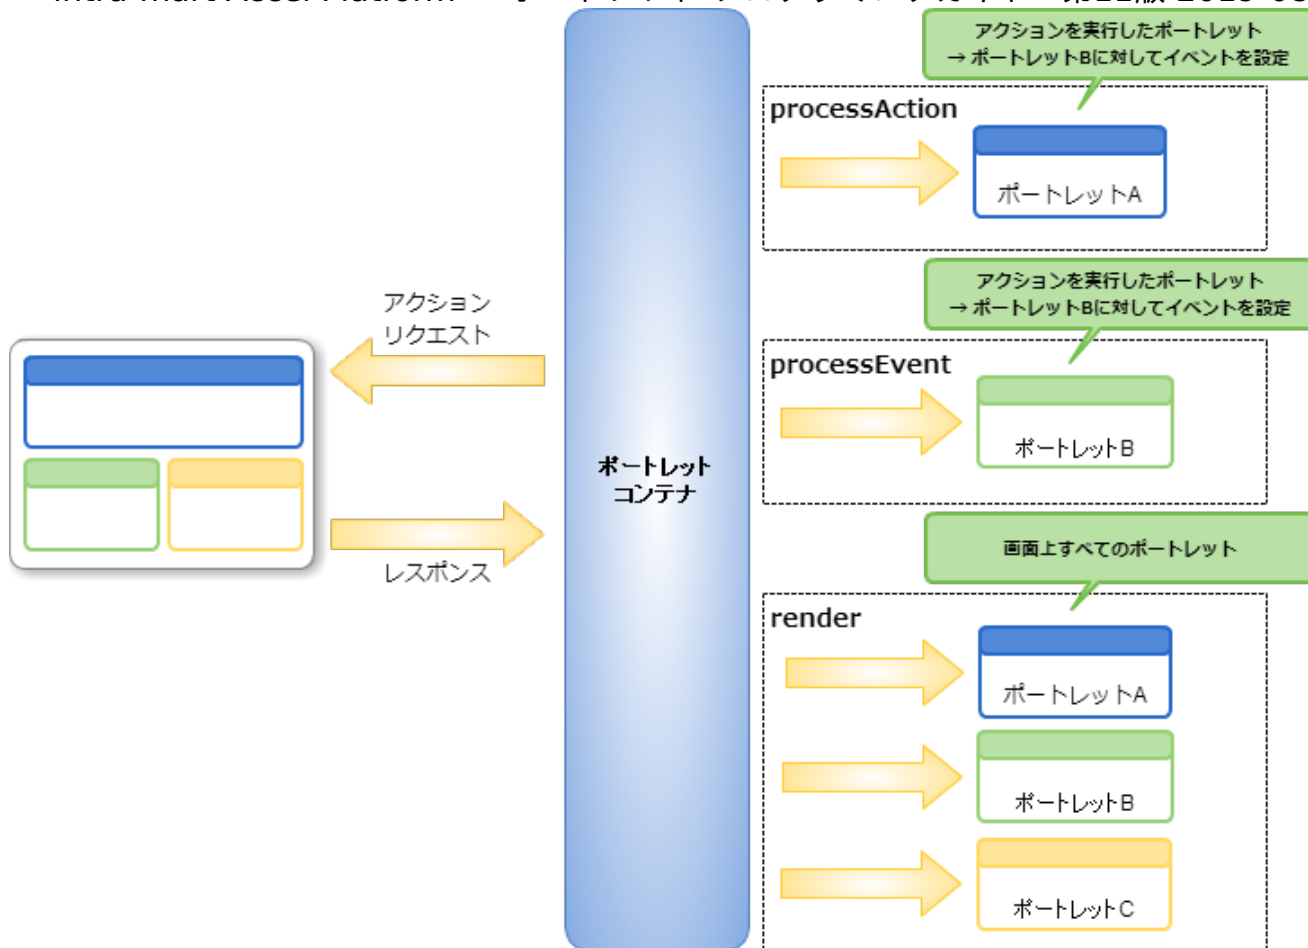 アクションを実行したポートレット
→ ポートレットBに対してイベントを設定
processAction
ポートレットA
アクションを実行したポートレット
→ ポートレットBに対してイベントを設定
アクション
リクエスト
processEvent
ポートレットB
ポートレット
コンテナ
画面上すべてのポートレット
レスポンス
render
ポートレットA
ポートレットB
ポートレットC